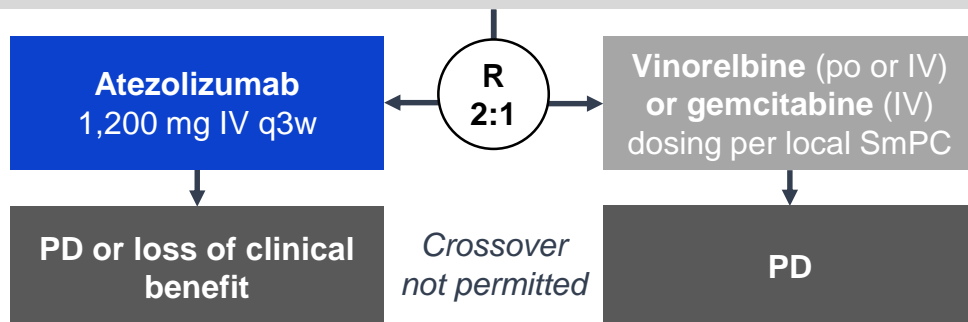 Atezolizumab
1,200 mg IV q3w
R
2:1
Vinorelbine (po or IV)
or gemcitabine (IV)
dosing per local SmPC
PD or loss of clinical
benefit
Crossover
not permitted
PD